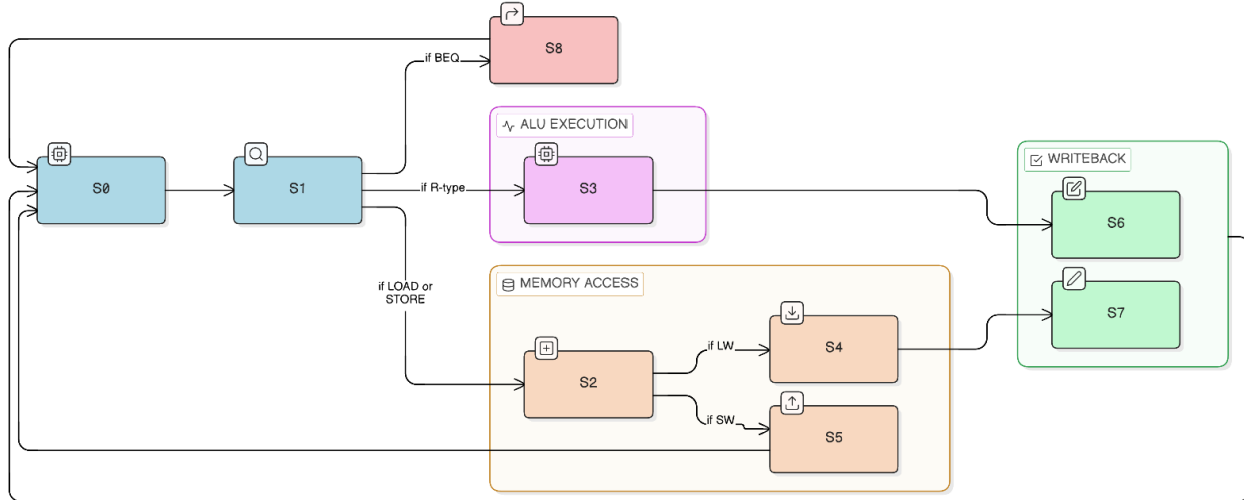 S8
if BEQ
ALU EXECUTION
WRITEBACK
S0
S1
if R-type
S3
S6
MEMORY ACCESS
if LOAD or
STORE
S7
if LW
S4
S2
if SW
S5